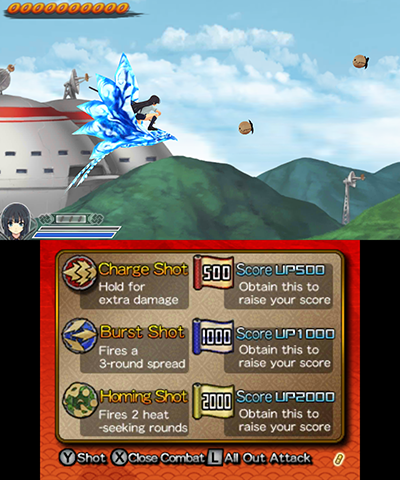 0000000000
Charge Shot
Hold for
extra damage
500
Score UP500
Obtain this to
raise your score
Burst Shot
Fires a
3-round spread
1000
Score UP1000
Obtain this to
raise your score
Homing Shot
Fires 2 heat
-seeking rounds
2000
Score UP2000
Obtain this to
raise your score
Y Shot X Close Combat L All Out Attack